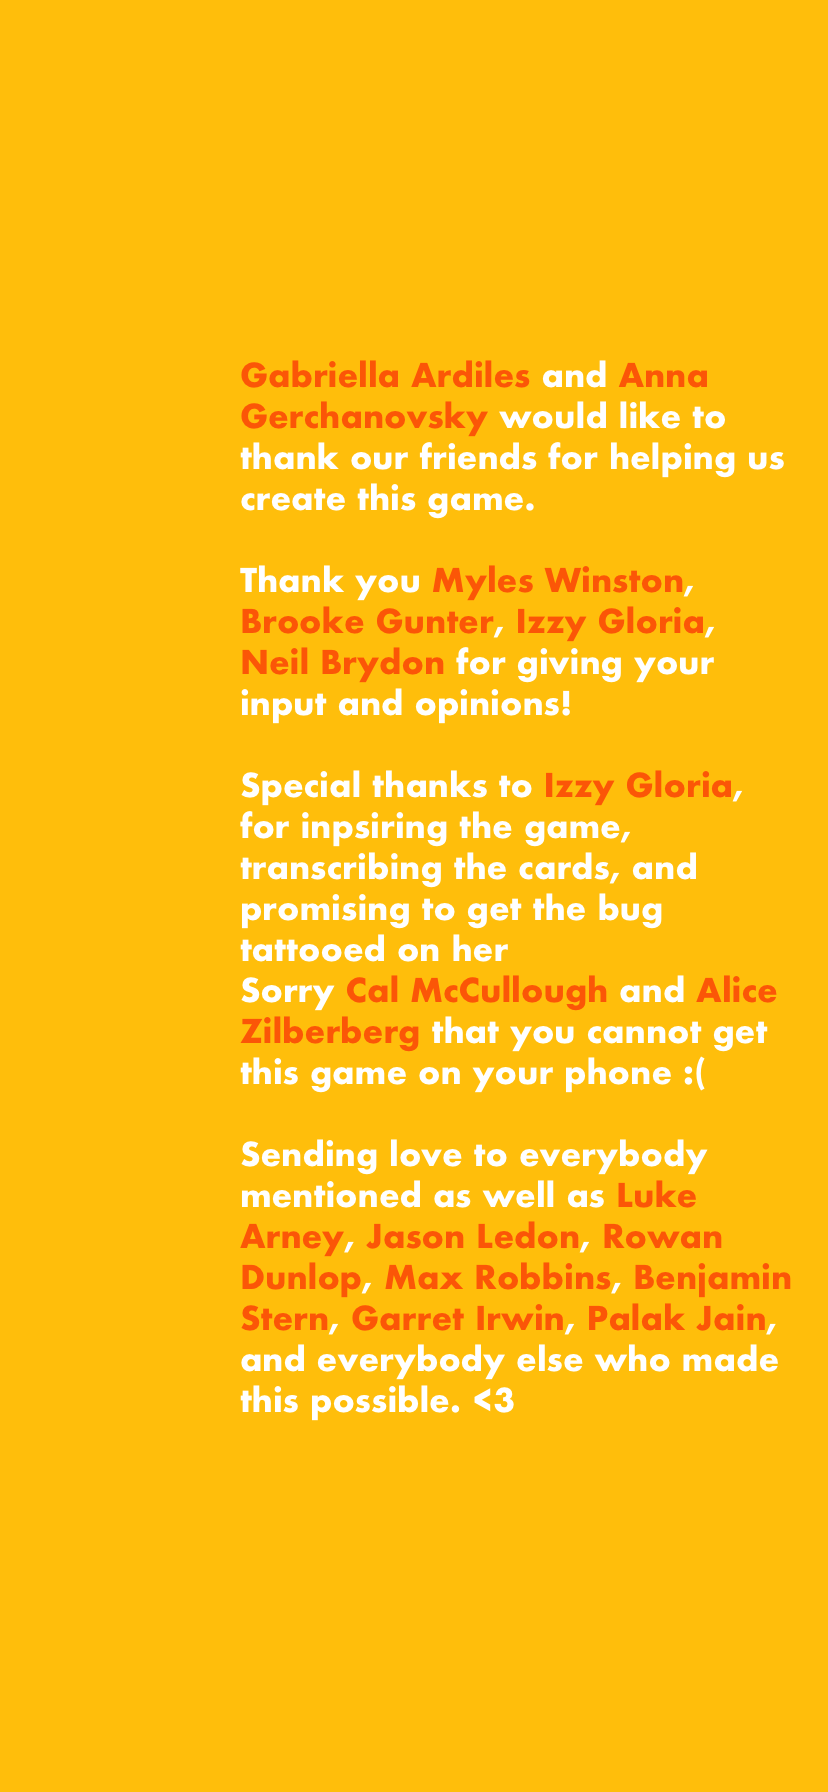 Gabriella Ardiles and Anna
Gerchanovsky would like to
thank our friends for helping us
create this game.
Thank you Myles Winston,
Brooke Gunter, Izzy Gloria,
Neil Brydon for giving your
input and opinions!
Special thanks to Izzy Gloria,
for inpsiring the game,
transcribing the cards, and
promising to get the bug
tattooed on her
Sorry Cal McCullough and Alice
Zilberberg that you cannot get
this game on your phone :(
Sending love to everybody
mentioned as well as Luke
Arney, Jason Ledon, Rowan
Dunlop, Max Robbins, Benjamin
Stern, Garret Irwin, Palak Jain,
and everybody else who made
this possible. <3